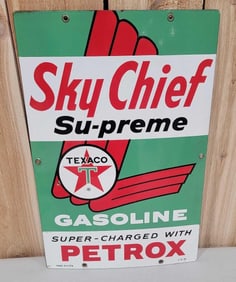 Sky Chief
Su-preme
TEXACO
T
GASOLINE
SUPER-CHARGED WITH
PETROX